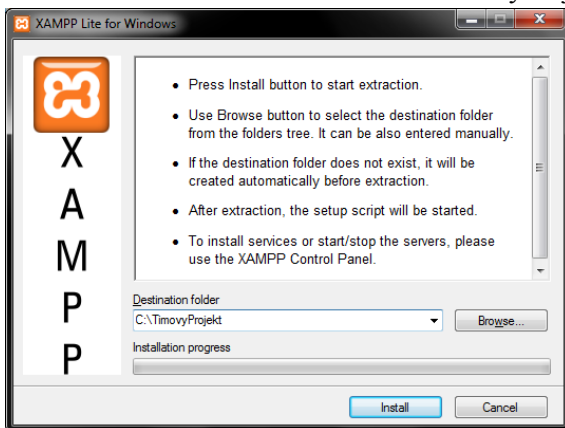 XAMPP Lite for Windows
• Press Install button to start extraction.
• Use Browse button to select the destination folder
from the folders tree. It can be also entered manually.
• If the destination folder does not exist, it will be
created automatically before extraction.
• After extraction, the setup script will be started.
• To install services or start/stop the servers, please
use the XAMPP Control Panel.
X
A
M
P
P
Destination folder
C:\TimovyProjekt
Browse...
Installation progress
Install
Cancel